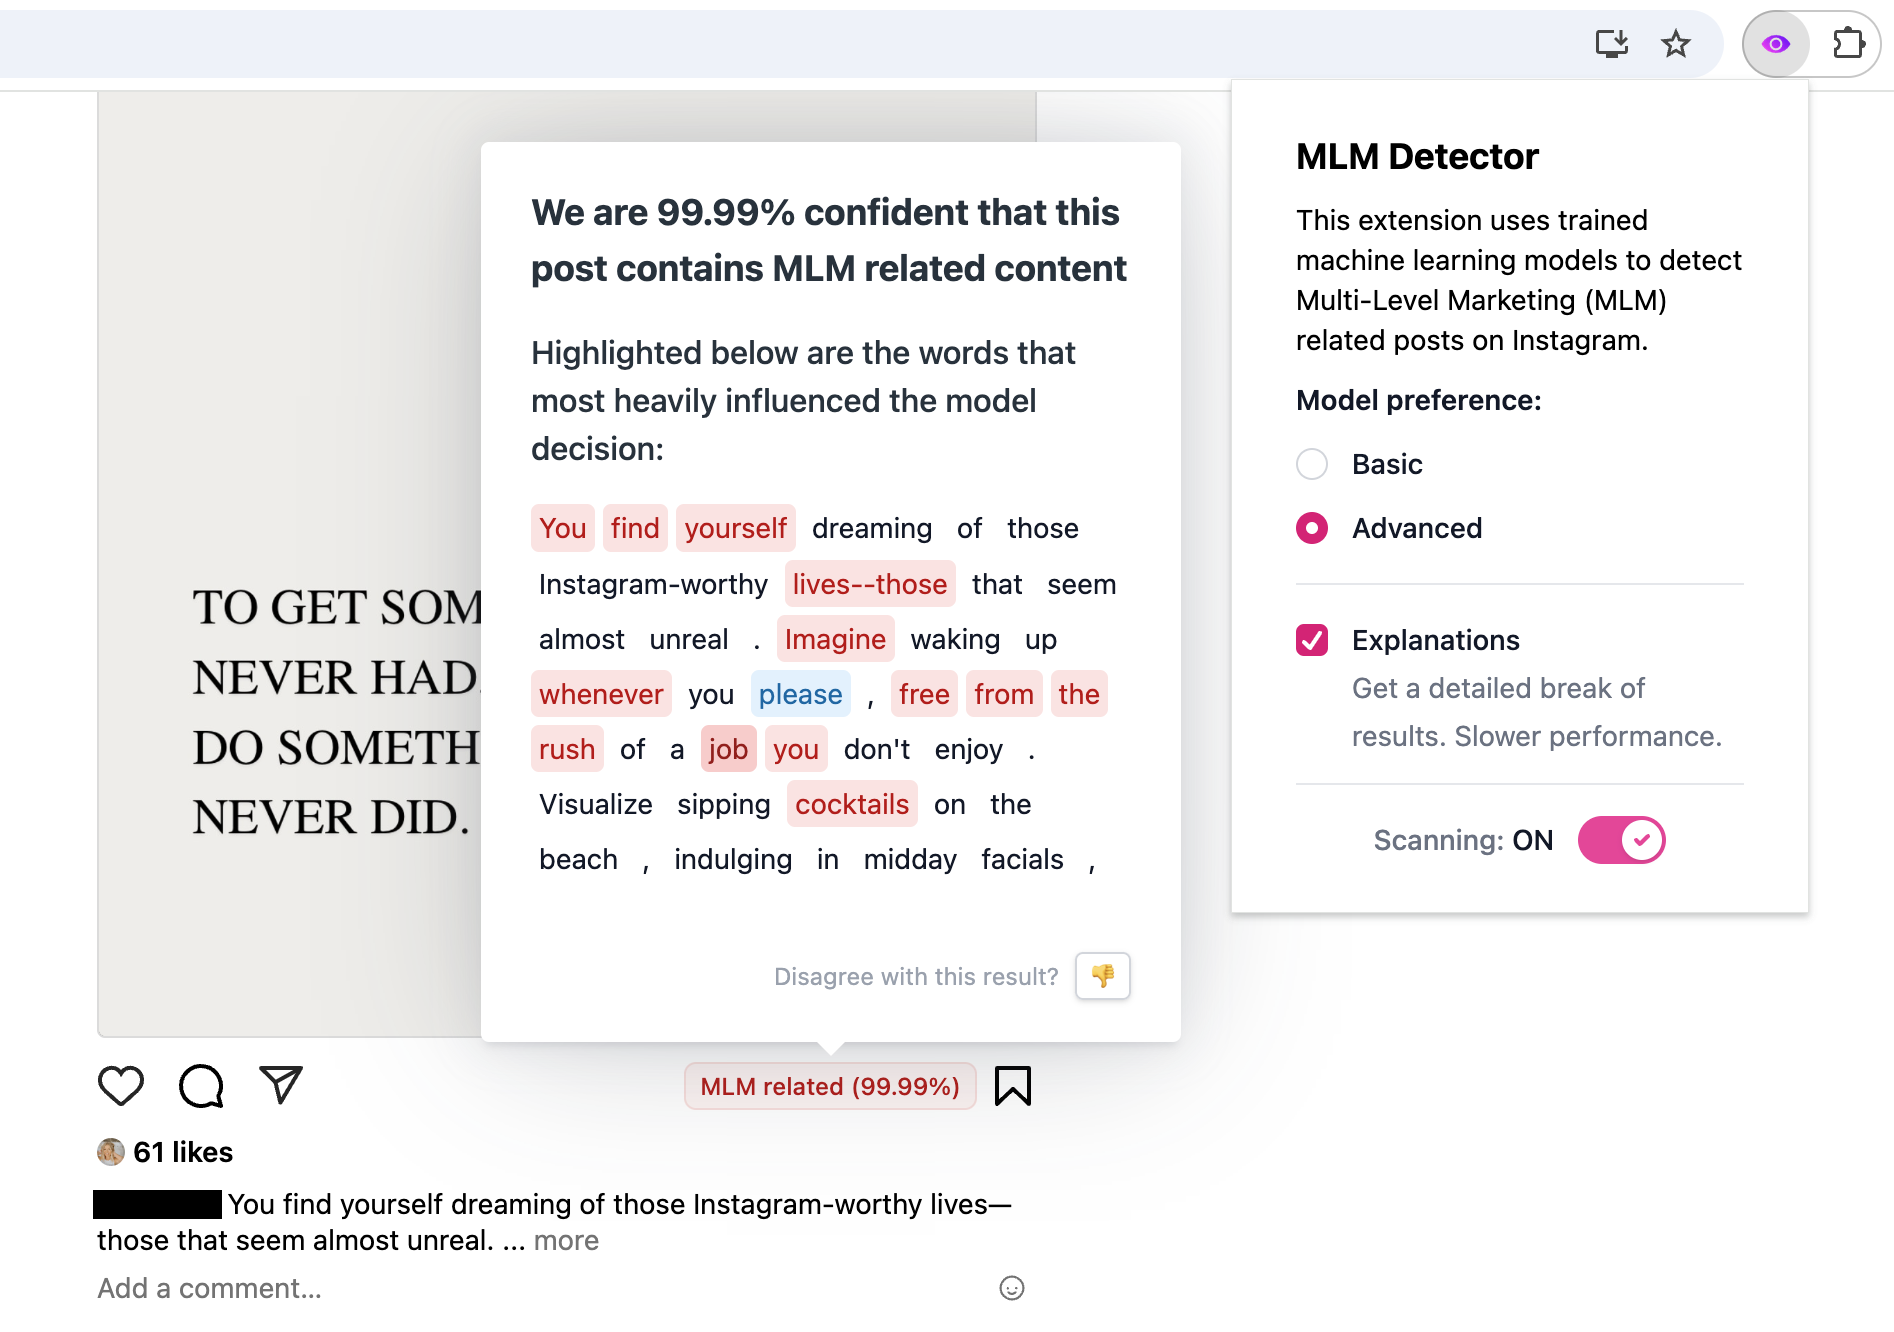 MLM Detector
This extension uses trained
machine learning models to detect
Multi-Level Marketing (MLM)
related posts on Instagram.
Model preference:
Basic
Advanced
Explanations
Get a detailed break of
results. Slower performance.
Scanning: ON
We are 99.99% confident that this
post contains MLM related content
Highlighted below are the words that
most heavily influenced the model
decision:
You find yourself dreaming of those
Instagram-worthy lives--those that seem
almost unreal . Imagine waking up
whenever you please , free from the
rush of a job you don't enjoy .
Visualize sipping cocktails on the
beach , indulging in midday facials ,
Disagree with this result?
TO GET SOM
NEVER HAD
DO SOMETH
NEVER DID.
MLM related (99.99%)
61 likes
You find yourself dreaming of those Instagram-worthy lives—
those that seem almost unreal. ... more
Add a comment...